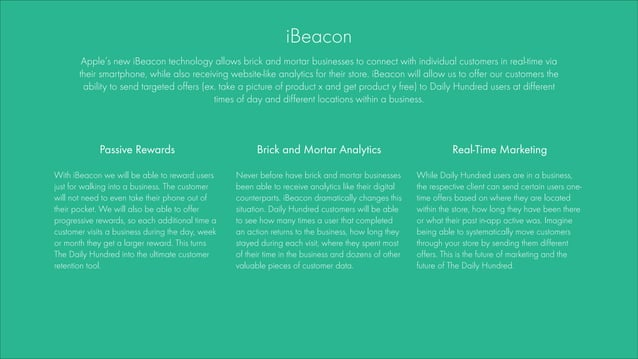 iBeacon
Apple's new iBeacon technology allows brick and mortar businesses to connect with individual customers in real-time via
their smartphone, while also receiving website-like analytics for their store. iBeacon will allow us to offer our customers the
ability to send targeted offers (ex. take a picture of product x and get product y free) to Daily Hundred users at different
times of day and different locations within a business.
Passive Rewards
With iBeacon we will be able to reward users
just for walking into a business. The customer
will not need to even take their phone out of
their pocket. We will also be able to offer
progressive rewards, so each additional time a
customer visits a business during the day, week
or month they get a larger reward. This turns
The Daily Hundred into the ultimate customer
retention tool.
Brick and Mortar Analytics
Never before have brick and mortar businesses
been able to receive analytics like their digital
counterparts. iBeacon dramatically changes this
situation. Daily Hundred customers will be able
to see how many times a user that completed
an action returns to the business, how long they
stayed during each visit, where they spent most
of their time in the business and dozens of other
valuable pieces of customer data.
Real-Time Marketing
While Daily Hundred users are in a business,
the respective client can send certain users one-
time offers based on where they are located
within the store, how long they have been there
or what their past in-app active was. Imagine
being able to systematically move customers
through your store by sending them different
offers. This is the future of marketing and the
future of The Daily Hundred.